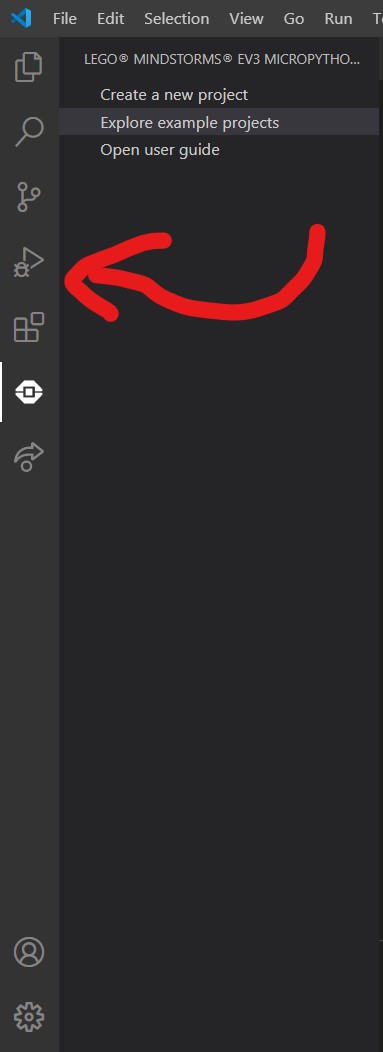 File Edit Selection View Go Run
LEGO® MINDSTORMS® EV3 MICROPYTHO...
Create a new project
Explore example projects
Open user guide